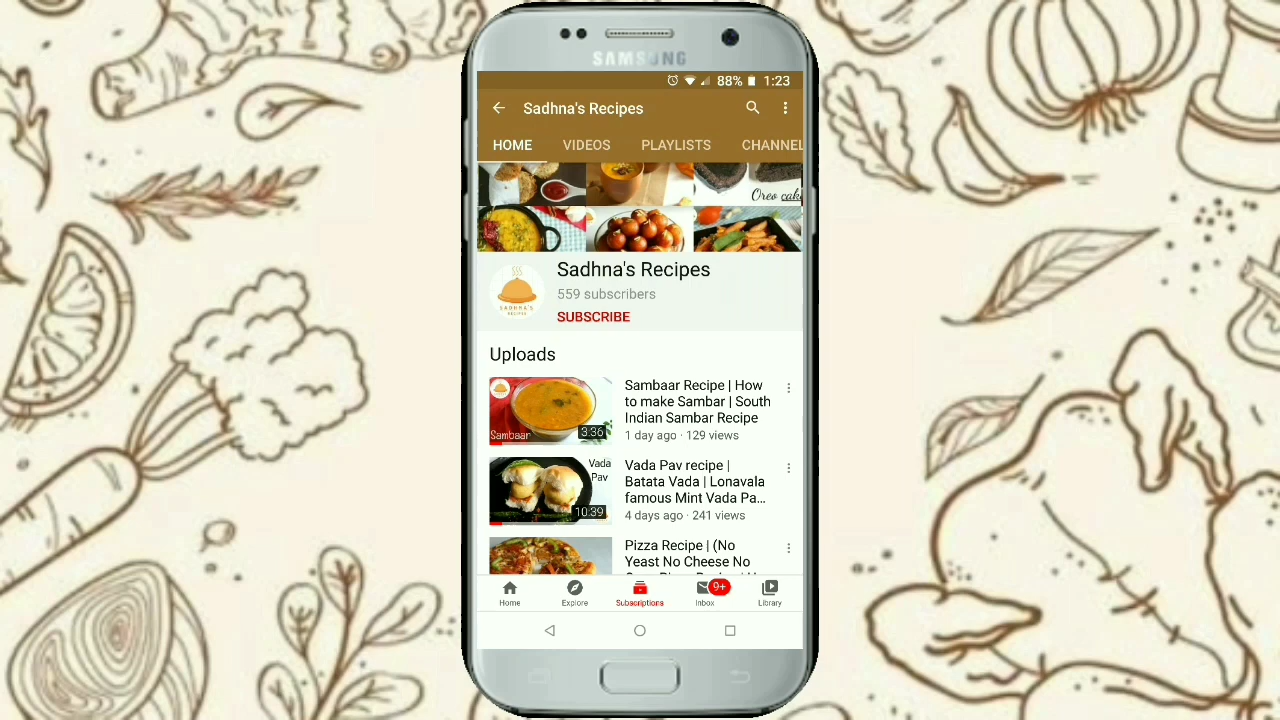 SAMSUNG
88% 1:23
Sadhna's Recipes
HOME VIDEOS PLAYLISTS CHANNEL
Oreo cak
Sadhna's Recipes
559 subscribers
SADHNA'S
RECIPES
SUBSCRIBE
Uploads
Sambaar Recipe | How
to make Sambar | South
Indian Sambar Recipe
1 day ago · 129 views
Sambaar
3:36
Vada Pav recipe |
Batata Vada | Lonavala
famous Mint Vada Pa...
4 days ago · 241 views
Vada
Pav
10:39
Pizza Recipe | (No
Yeast No Cheese No
9+
Home Explore Subscriptions Inbox Library